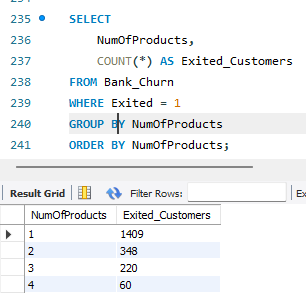 235 SELECT
236 NumOfProducts,
237 COUNT(*) AS Exited_Customers
238 FROM Bank_Churn
239 WHERE Exited = 1
240 GROUP BY NumOfProducts
241 ORDER BY NumOfProducts;
Result Grid Filter Rows: Ex
NumOfProducts Exited_Customers
1 1409
2 348
3 220
4 60